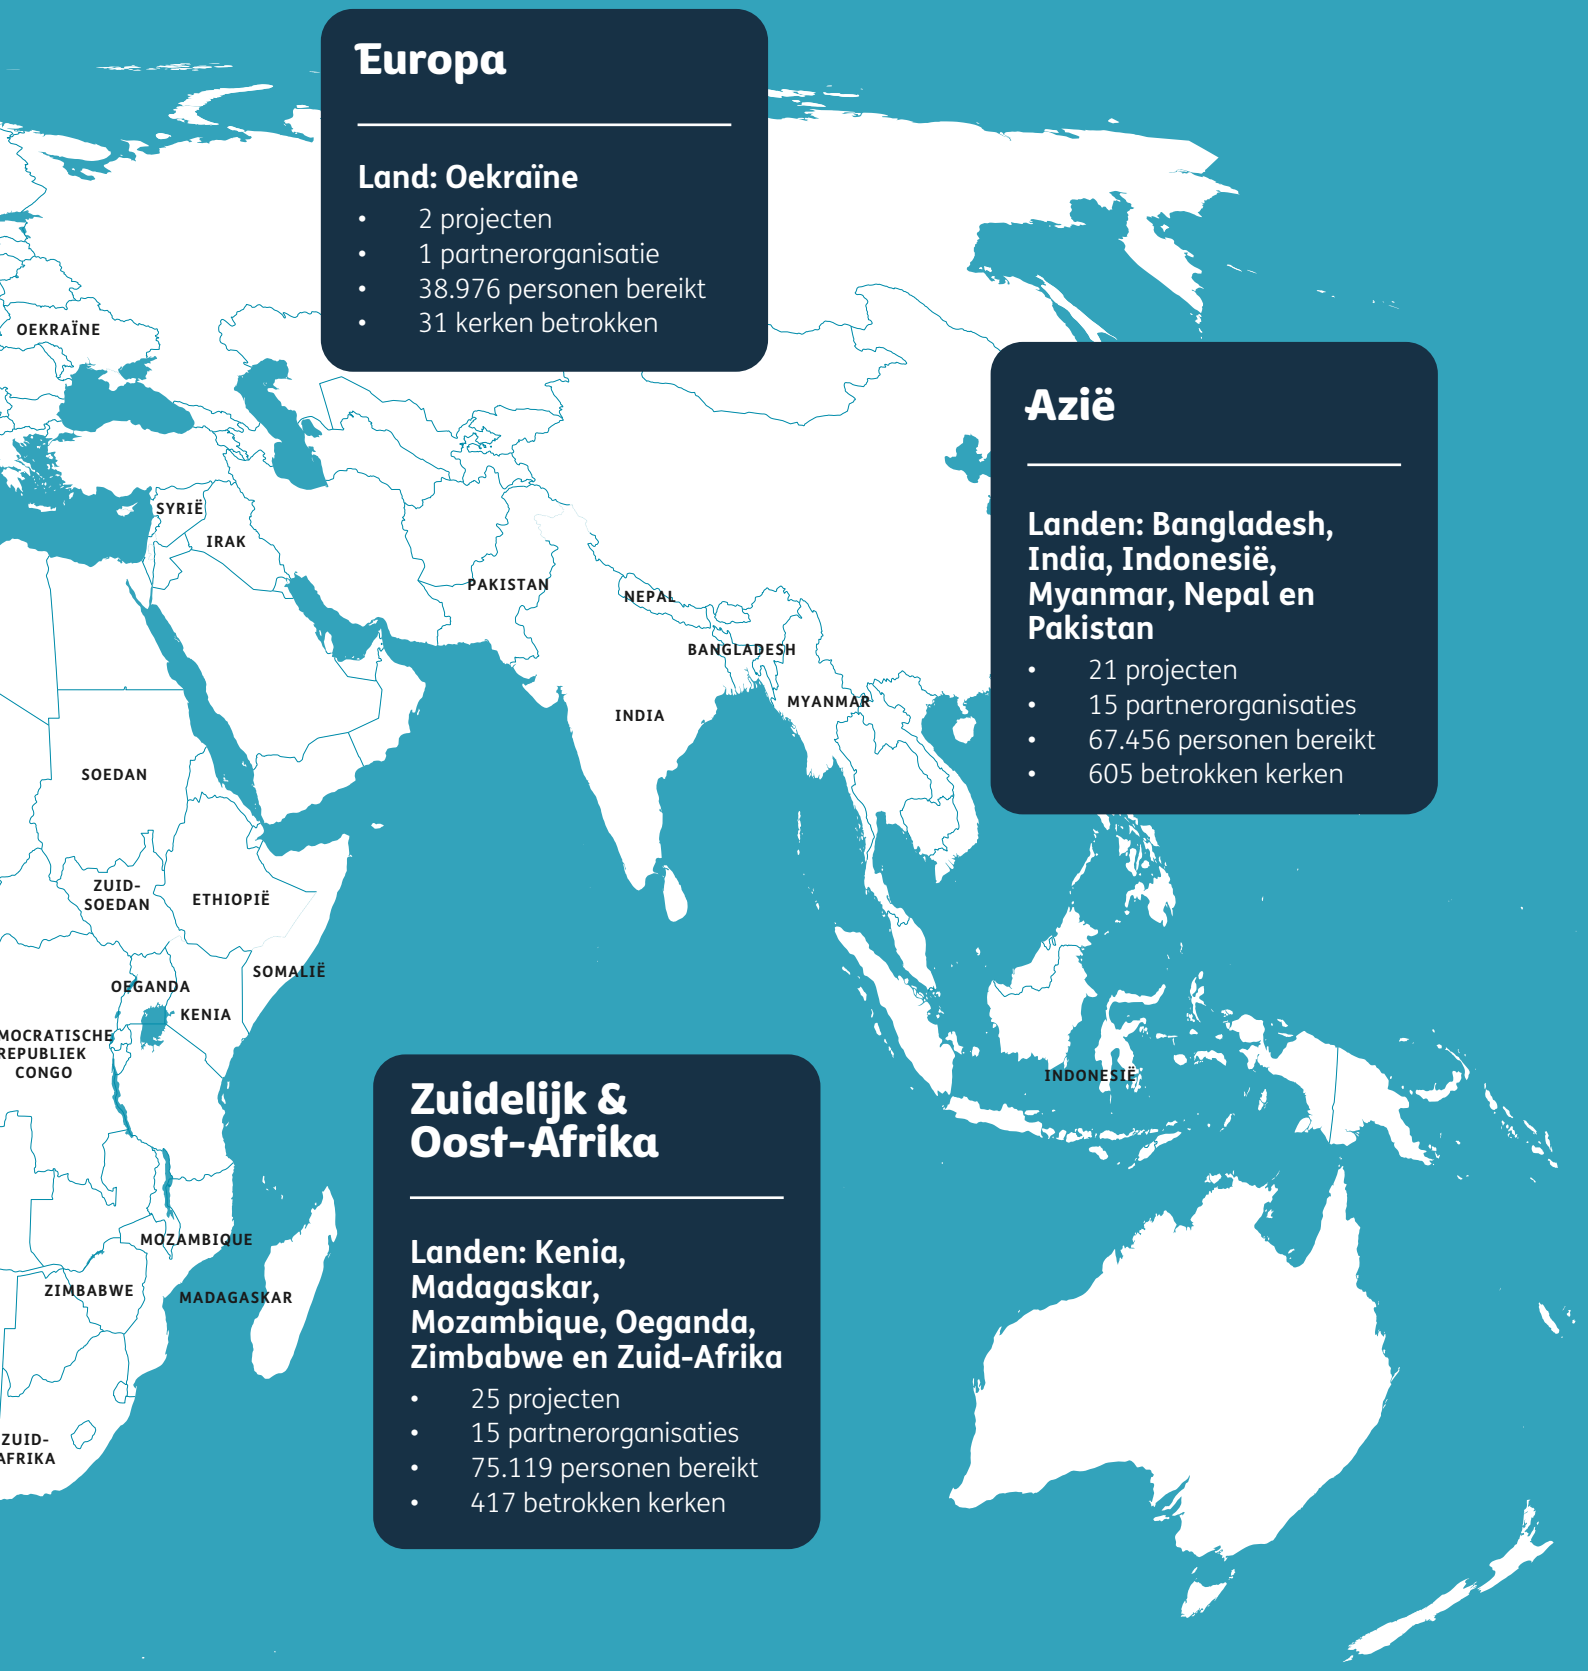 Europa
Land: Oekraïne
• 2 projecten
• 1 partnerorganisatie
• 38.976 personen bereikt
• 31 kerken betrokken
Azië
Landen: Bangladesh,
India, Indonesië,
Myanmar, Nepal en
Pakistan
• 21 projecten
• 15 partnerorganisaties
• 67.456 personen bereikt
• 605 betrokken kerken
Zuidelijk &
Oost-Afrika
Landen: Kenia,
Madagaskar,
Mozambique, Oeganda,
Zimbabwe en Zuid-Afrika
• 25 projecten
• 15 partnerorganisaties
• 75.119 personen bereikt
• 417 betrokken kerken
OEKRAÏNE
SYRIË
IRAK
PAKISTAN
NEPAL
BANGLADESH
MYANMAR
INDIA
SOEDAN
ZUID-
SOEDAN
ETHIOPIË
SOMALIË
OEGANDA
KENIA
MOCRATISCHE
REPUBLIEK
CONGO
INDONESIË
MOZAMBIQUE
ZIMBABWE
MADAGASKAR
ZUID-
AFRIKA